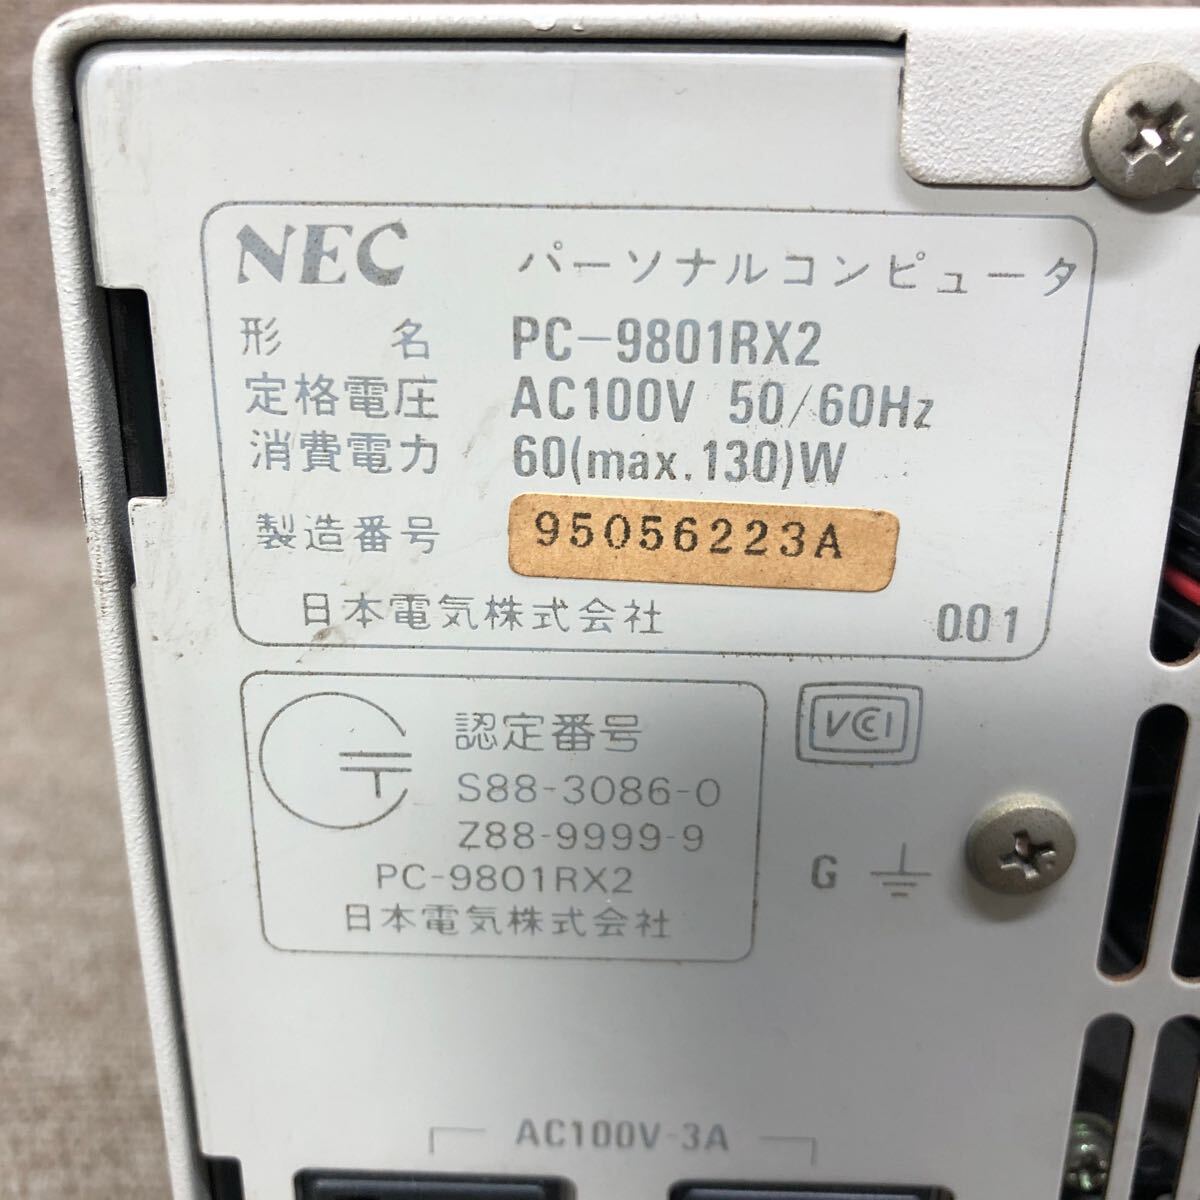 NEC パーソナルコンピュータ
形名 PC-9801RX2
定格電圧 AC100V 50/60Hz
消費電力 60(max.130)W
製造番号 95056223A
日本電気株式会社 001
認定番号
S88-3086-0
Z88-9999-9
PC-9801RX2
日本電気株式会社
VCCI
G
AC100V-3A